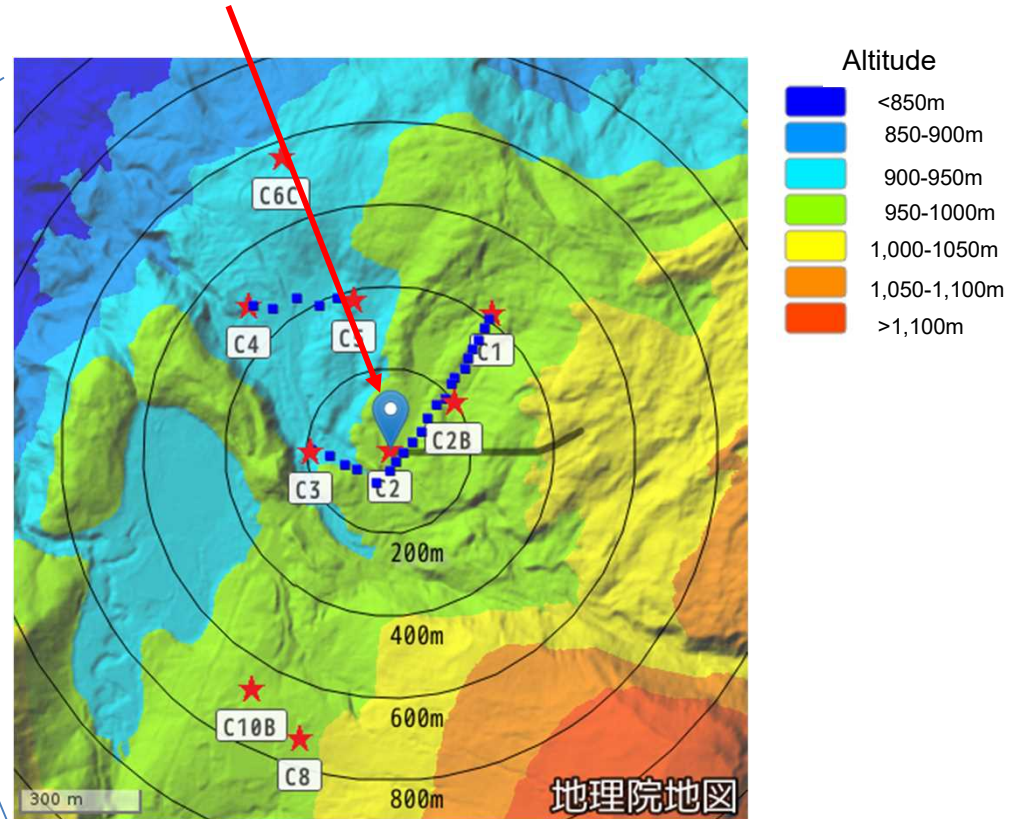 Altitude
<850m
850-900m
900-950m
950-1000m
1,000-1050m
1,050-1,100m
>1,100m
C6C
C4
C5
C1
C2B
C3
C2
200m
400m
600m
C10B
C8
800m
300 m
地理院地図